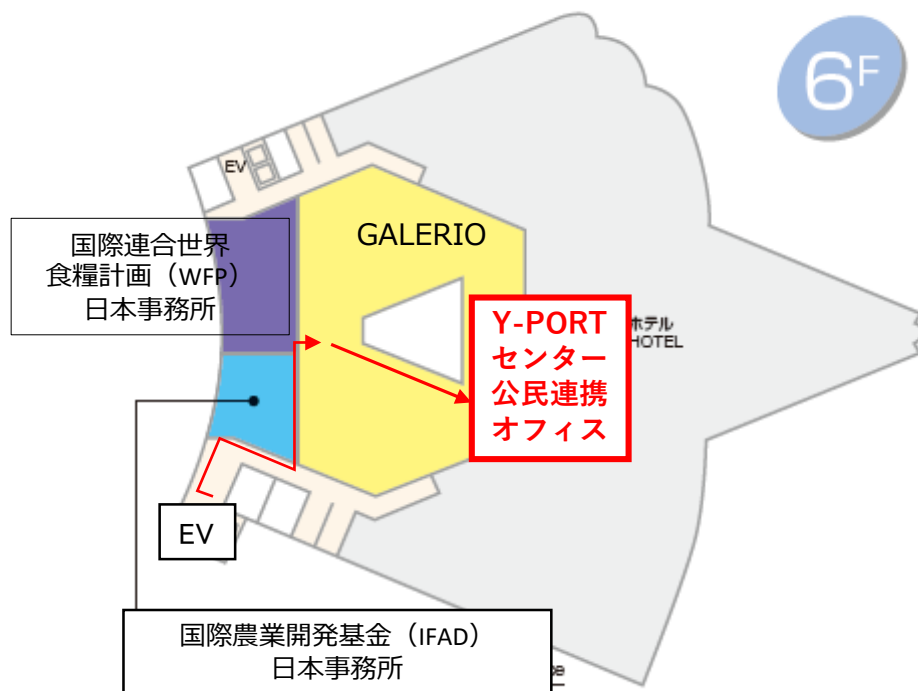 6F
EV
国際連合世界
食糧計画（WFP）
日本事務所
GALERIO
Y-PORT
センター
公民連携
オフィス
ホテル
HOTEL
EV
国際農業開発基金（IFAD）
日本事務所